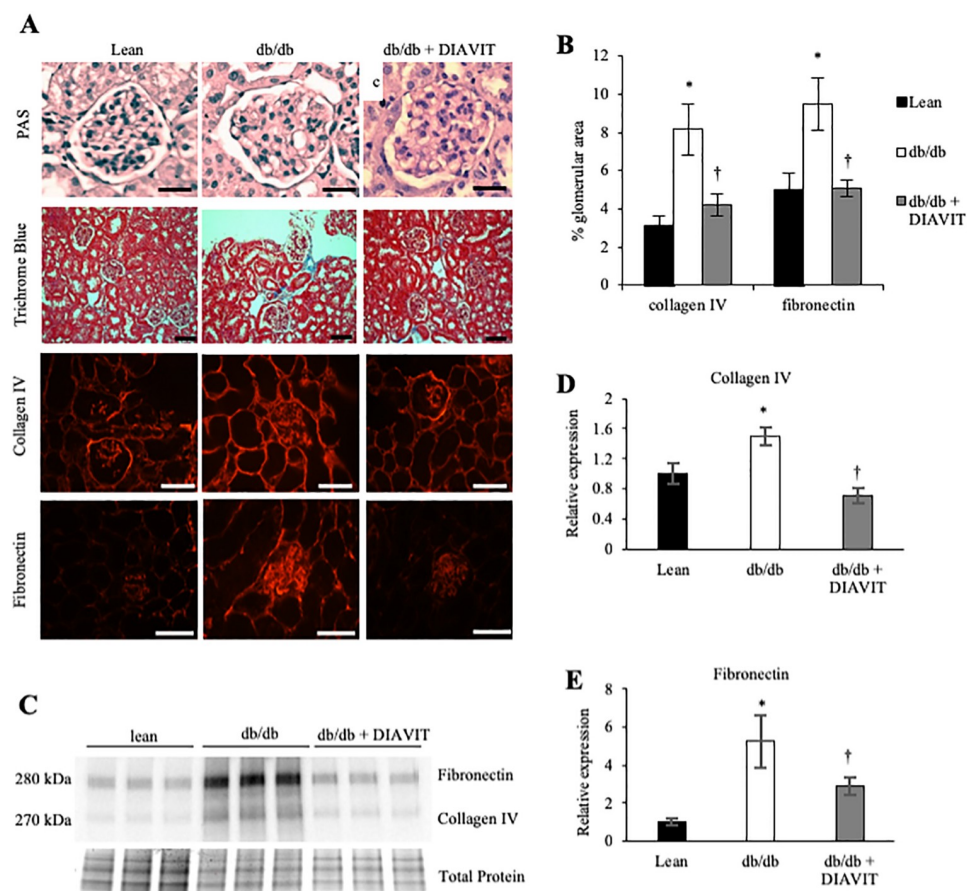 A
Lean
db/db
db/db + DIAVIT
PAS
c
Trichrome Blue
Collagen IV
Fibronectin
B
% glomerular area
12
10
8
6
4
2
0
*
†
*
†
collagen IV
fibronectin
Lean
db/db
db/db +
DIAVIT
C
lean
db/db
db/db + DIAVIT
280 kDa
Fibronectin
270 kDa
Collagen IV
Total Protein
D
Collagen IV
Relative expression
2
1.6
1.2
0.8
0.4
0
*
†
Lean
db/db
db/db +
DIAVIT
E
Fibronectin
Relative expression
8
6
4
2
0
*
†
Lean
db/db
db/db +
DIAVIT